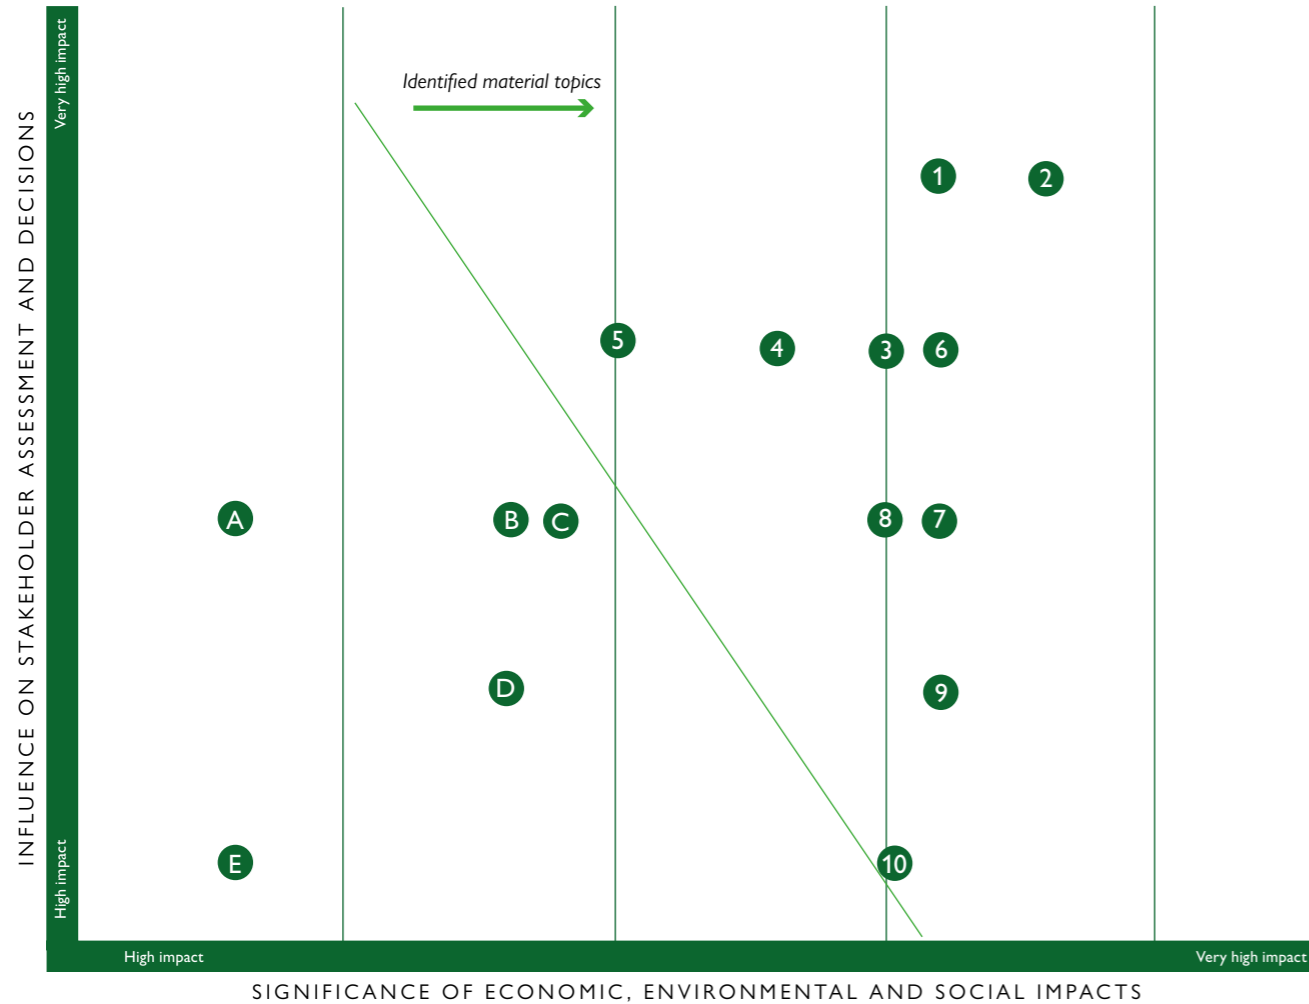 Very high impact
INFLUENCE ON STAKEHOLDER ASSESSMENT AND DECISIONS
High impact
Identified material topics
1
2
5
4
3
6
A
B
C
8
7
D
9
E
10
High impact
Very high impact
SIGNIFICANCE OF ECONOMIC, ENVIRONMENTAL AND SOCIAL IMPACTS